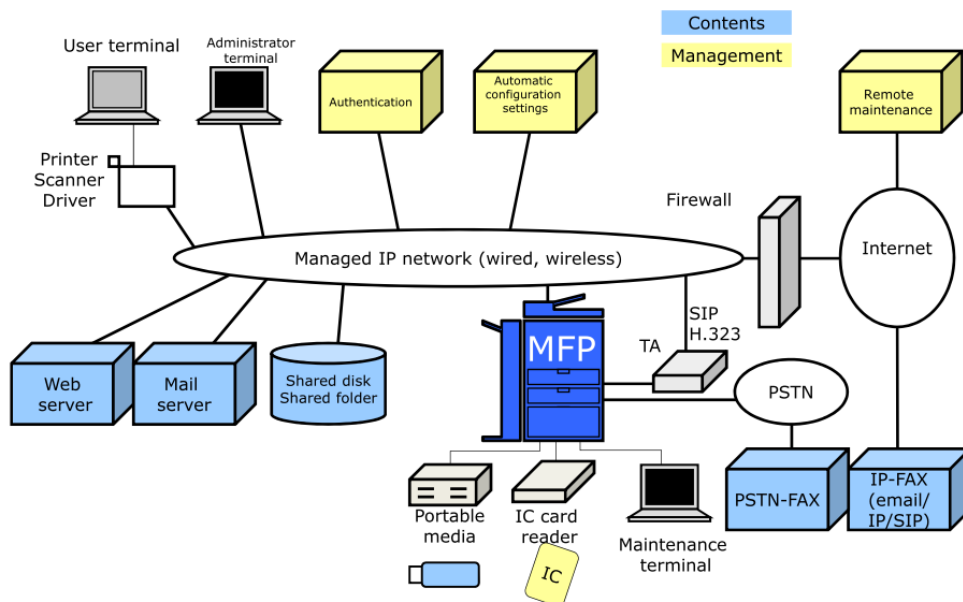 Contents
Management
User terminal
Administrator
terminal
Authentication
Automatic
configuration
settings
Remote
maintenance
Printer
Scanner
Driver
Firewall
Internet
Managed IP network (wired, wireless)
SIP
H.323
TA
MFP
Web
server
Mail
server
Shared disk
Shared folder
PSTN
PSTN-FAX
IP-FAX
(email/
IP/SIP)
Portable
media
IC card
reader
Maintenance
terminal
IC